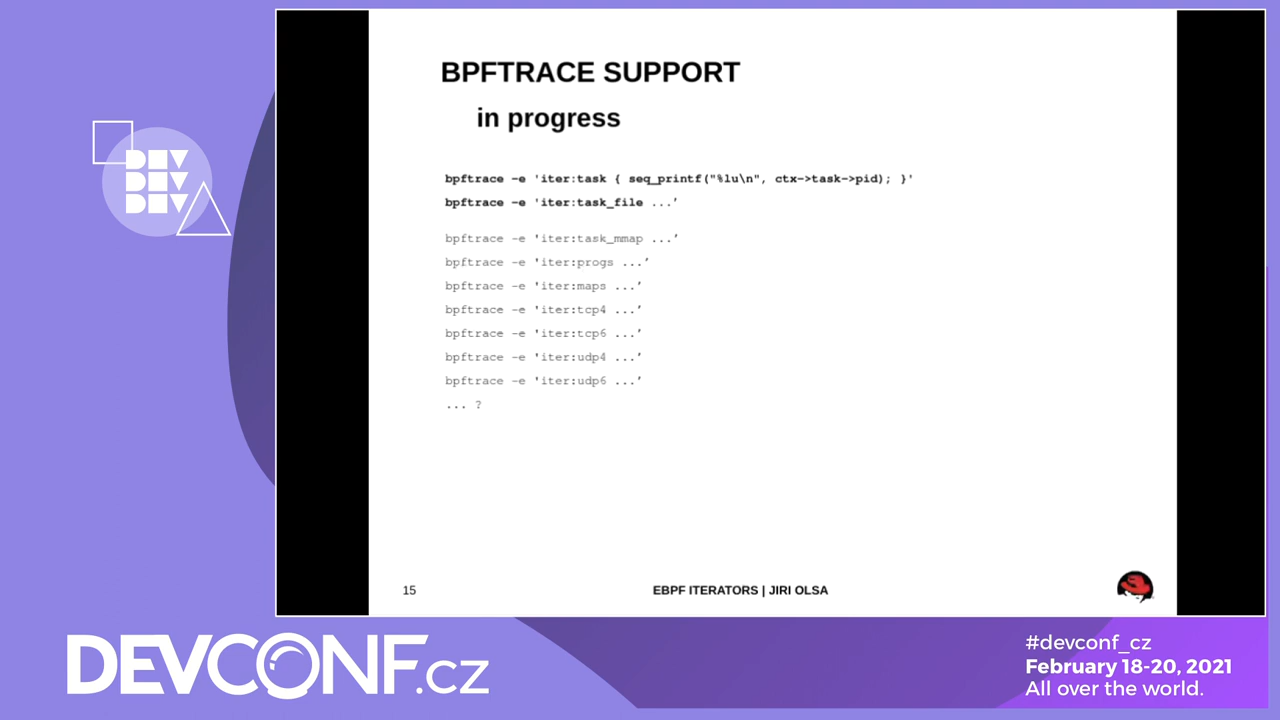 BPFTRACE SUPPORT
in progress
bpftrace -e 'iter:task { seq_printf("%lu\n", ctx->task->pid); }'
bpftrace -e 'iter:task_file ...’
bpftrace -e 'iter:task_mmap ...’
bpftrace -e 'iter:progs ...’
bpftrace -e 'iter:maps ...’
bpftrace -e 'iter:tcp4 ...’
bpftrace -e 'iter:tcp6 ...’
bpftrace -e 'iter:udp4 ...’
bpftrace -e 'iter:udp6 ...’
... ?
15
EBPF ITERATORS | JIRI OLSA
DEV
DEV
DEV
DEVCONF.cz
#devconf_cz
February 18-20, 2021
All over the world.